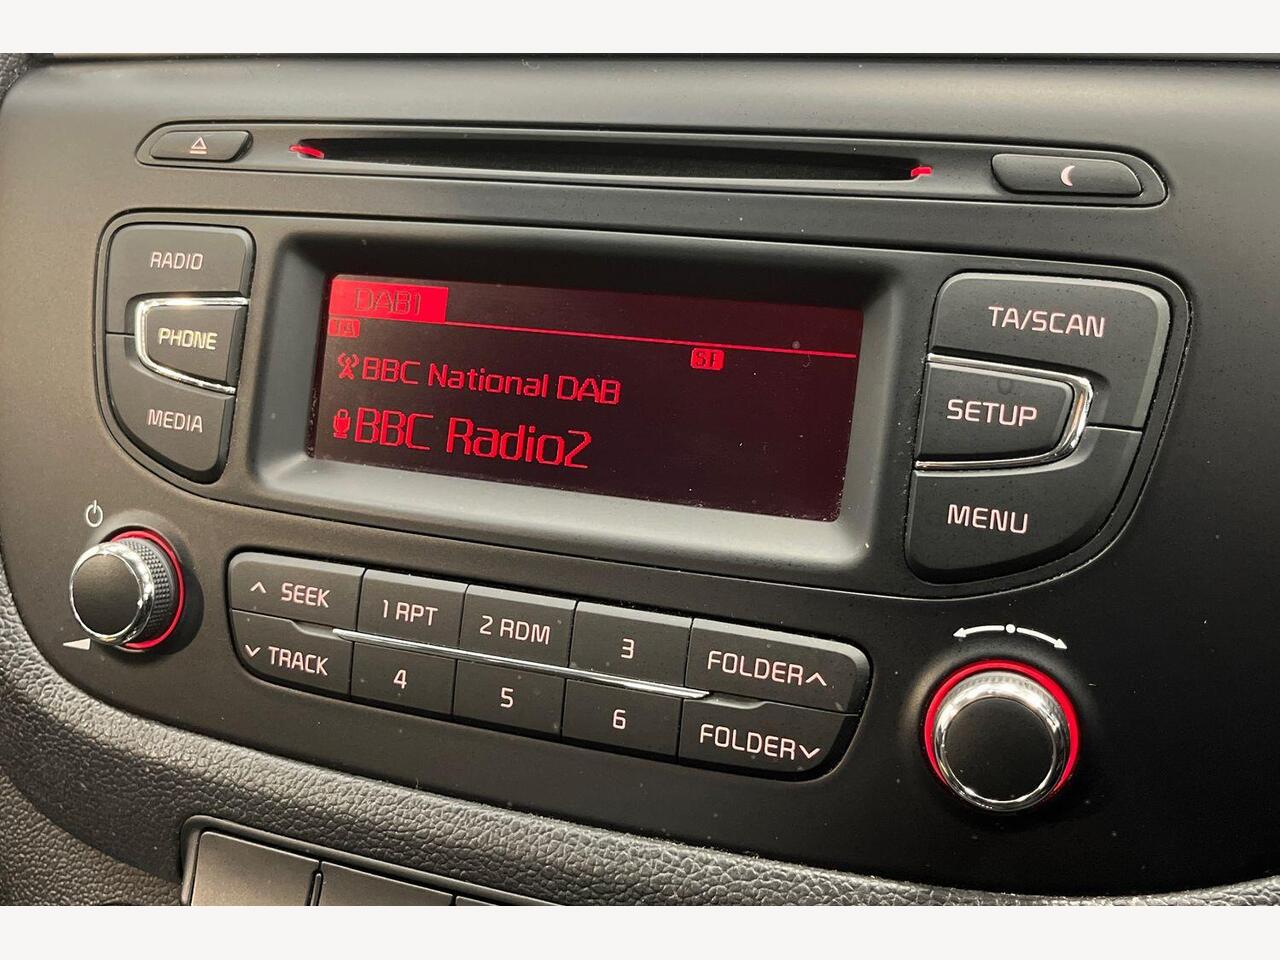 RADIO
PHONE
MEDIA
DAB1
TA
SF
BBC National DAB
BBC Radio2
TA/SCAN
SETUP
MENU
SEEK
TRACK
1 RPT
2 RDM
3
4
5
6
FOLDER
FOLDER